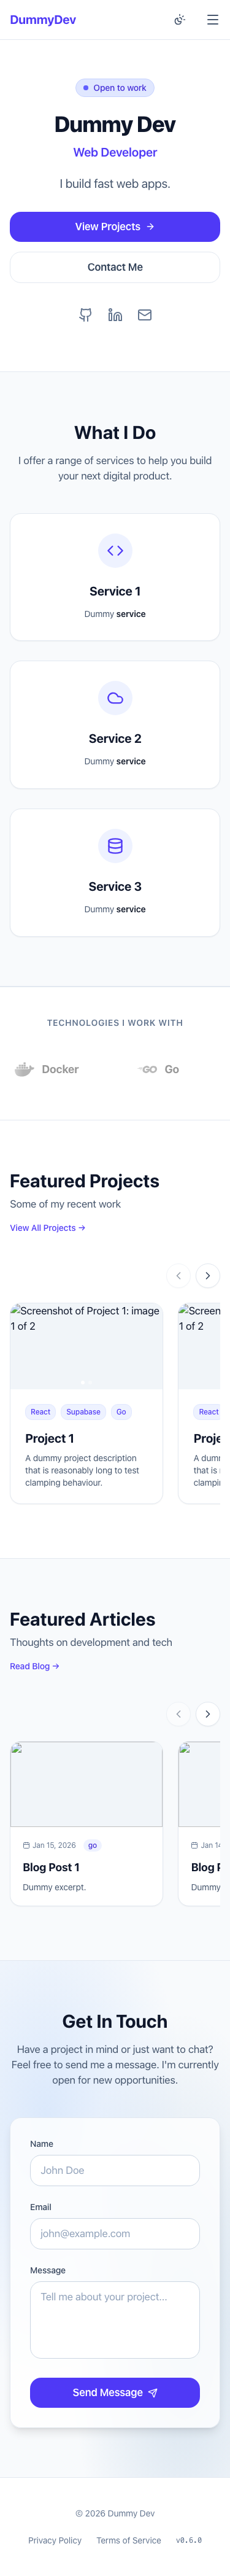 DummyDev
Open to work
Dummy Dev
Web Developer
I build fast web apps.
View Projects →
Contact Me
What I Do
I offer a range of services to help you build
your next digital product.
Service 1
Dummy service
Service 2
Dummy service
Service 3
Dummy service
TECHNOLOGIES I WORK WITH
Docker
GO Go
Featured Projects
Some of my recent work
View All Projects →
Screenshot of Project 1: image
1 of 2
React Supabase Go
Project 1
A dummy project description
that is reasonably long to test
clamping behaviour.
React
Featured Articles
Thoughts on development and tech
Read Blog →
Jan 15, 2026 go
Blog Post 1
Dummy excerpt.
Dummy
Get In Touch
Have a project in mind or just want to chat?
Feel free to send me a message. I'm currently
open for new opportunities.
Name
John Doe
Email
john@example.com
Message
Tell me about your project...
Send Message
© 2026 Dummy Dev
Privacy Policy Terms of Service v0.6.0